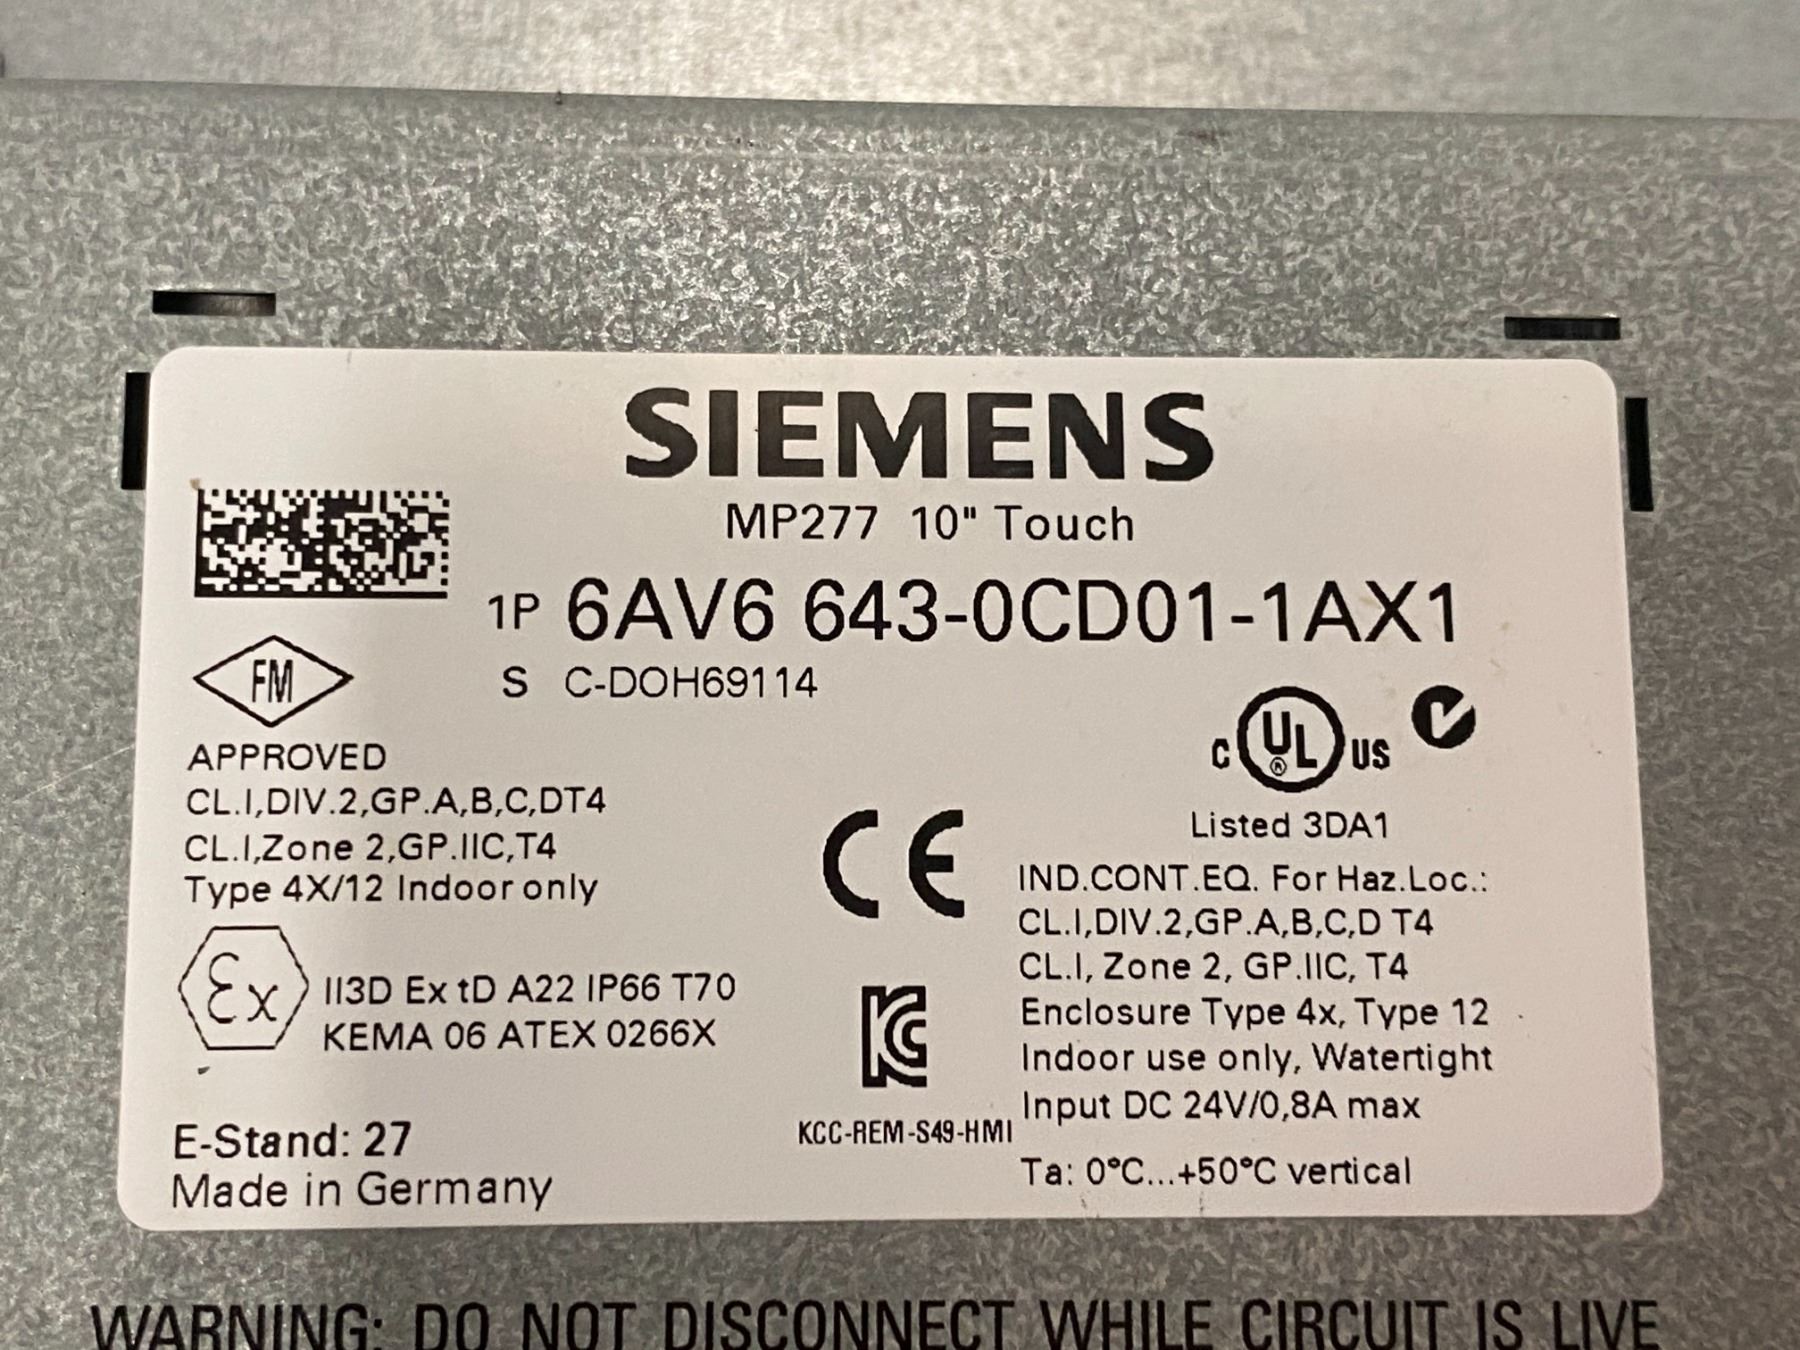 SIEMENS
MP277 10" Touch
1P 6AV6 643-0CD01-1AX1
S C-DOH69114
FM
APPROVED
CL.I,DIV.2,GP.A,B,C,DT4
CL.I,Zone 2,GP.IIC,T4
Type 4X/12 Indoor only
Ex
II3D Ex tD A22 IP66 T70
KEMA 06 ATEX 0266X
E-Stand: 27
Made in Germany
CE
KC
KCC-REM-S49-HMI
C UL ® US
Listed 3DA1
IND.CONT.EQ. For Haz.Loc.:
CL.I,DIV.2,GP.A,B,C,D T4
CL.I, Zone 2, GP.IIC, T4
Enclosure Type 4x, Type 12
Indoor use only, Watertight
Input DC 24V/0,8A max
Ta: 0°C...+50°C vertical
WARNING: DO NOT DISCONNECT WHILE CIRCUIT IS LIVE